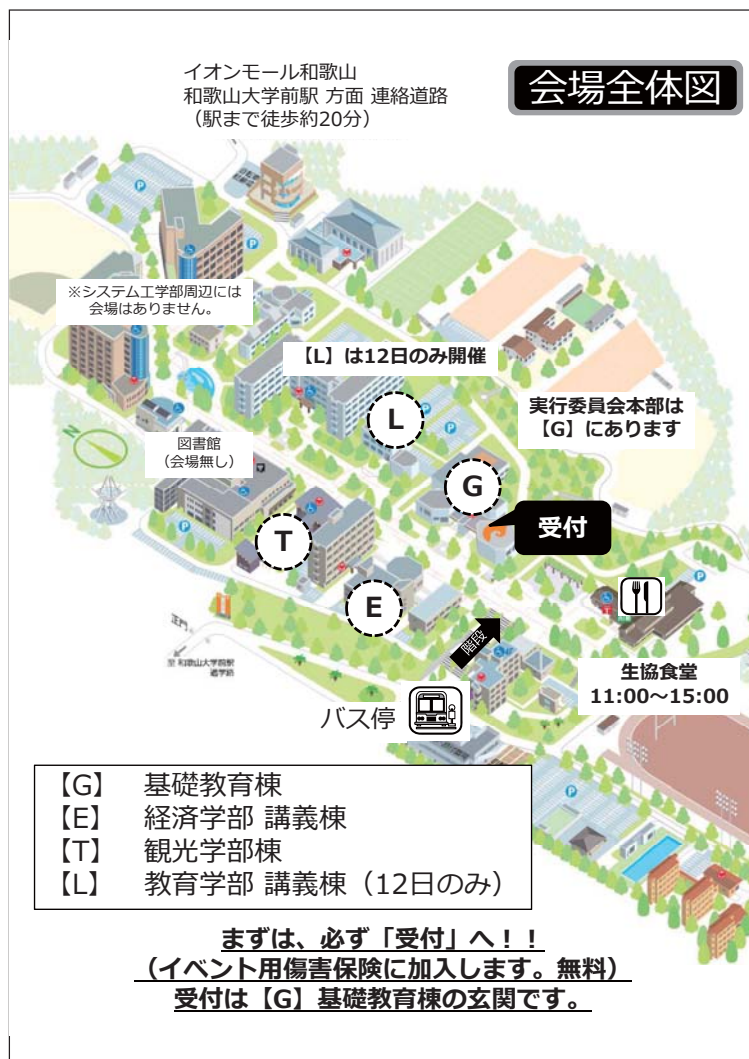 イオンモール和歌山
和歌山大学前駅 方面 連絡道路
（駅まで徒歩約20分）
会場全体図
※システム工学部周辺には
会場はありません。
【L】は12日のみ開催
L
実行委員会本部は
【G】にあります
図書館
（会場無し）
N
G
受付
T
E
階段
正門
至 和歌山大学前駅
通学路
生協食堂
11:00～15:00
バス停
【G】　基礎教育棟
【E】　経済学部 講義棟
【T】　観光学部棟
【L】　教育学部 講義棟（12日のみ）
まずは、必ず「受付」へ！！
（イベント用傷害保険に加入します。無料）
受付は【G】基礎教育棟の玄関です。